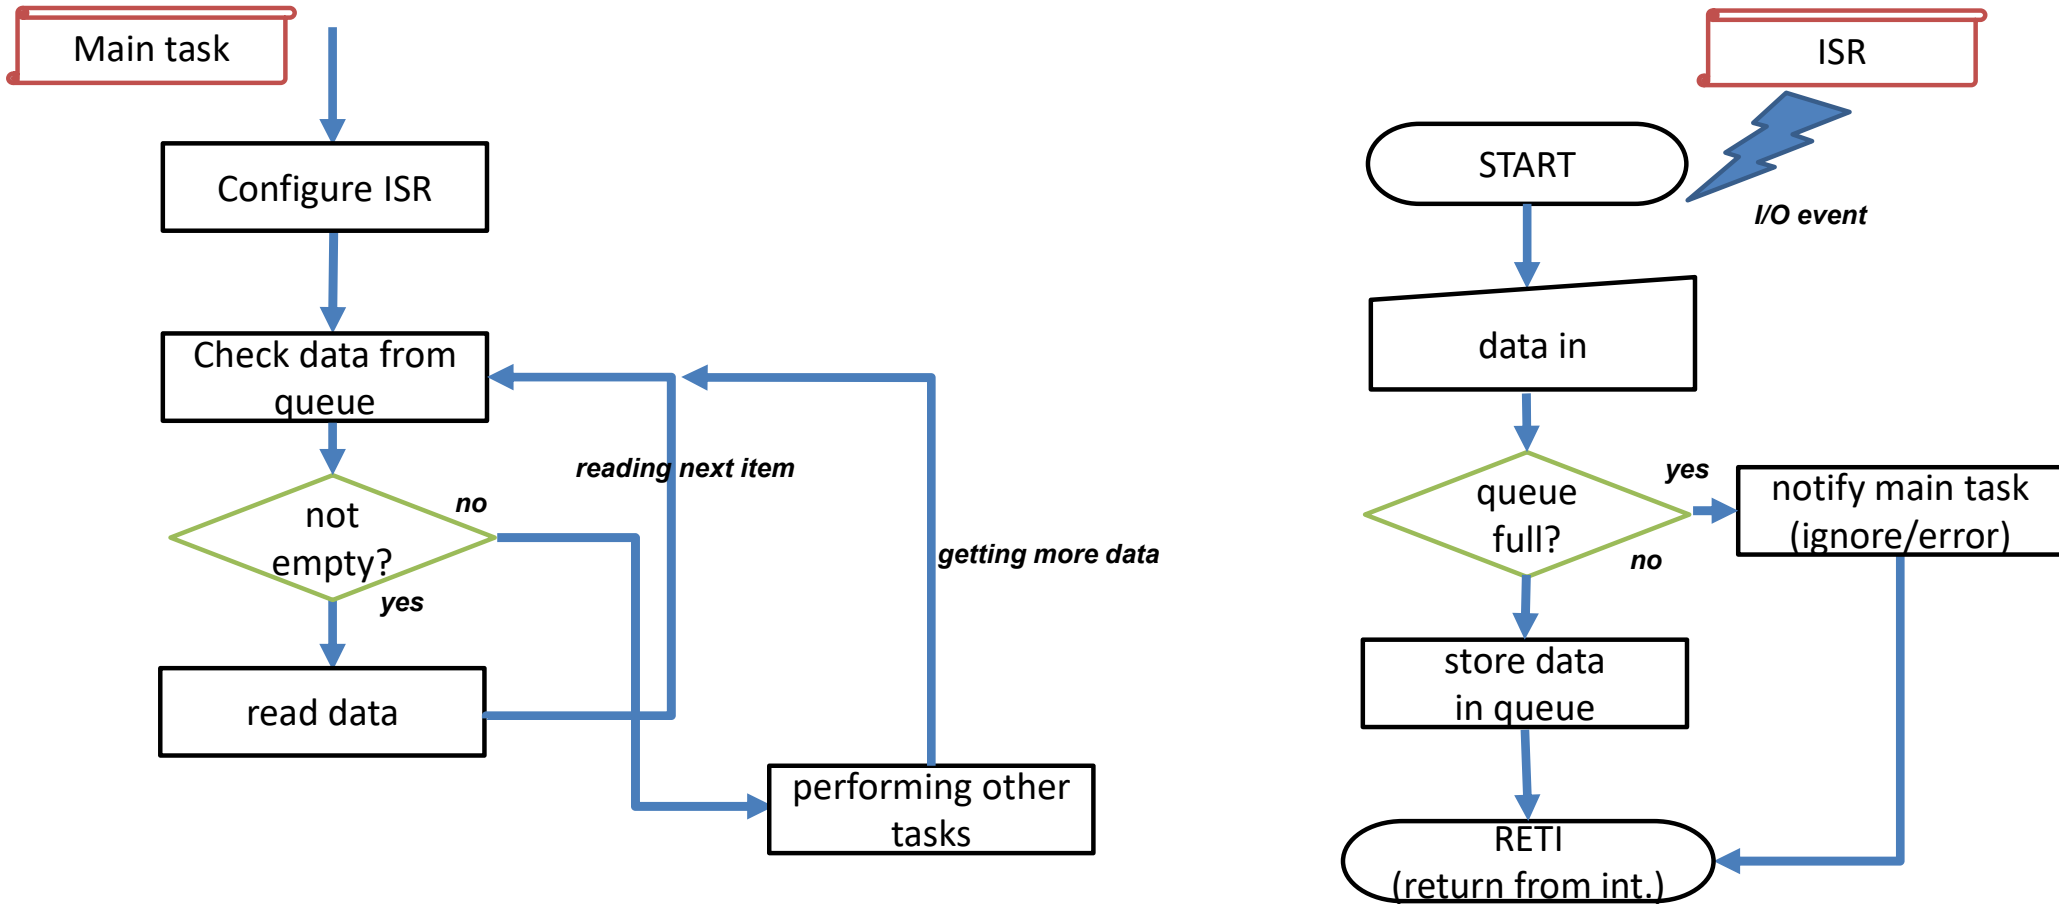 Main task
Configure ISR
Check data from
queue
not
empty?
no
yes
reading next item
read data
getting more data
performing other
tasks
ISR
START
I/O event
data in
queue
full?
yes
no
notify main task
(ignore/error)
store data
in queue
RETI
(return from int.)